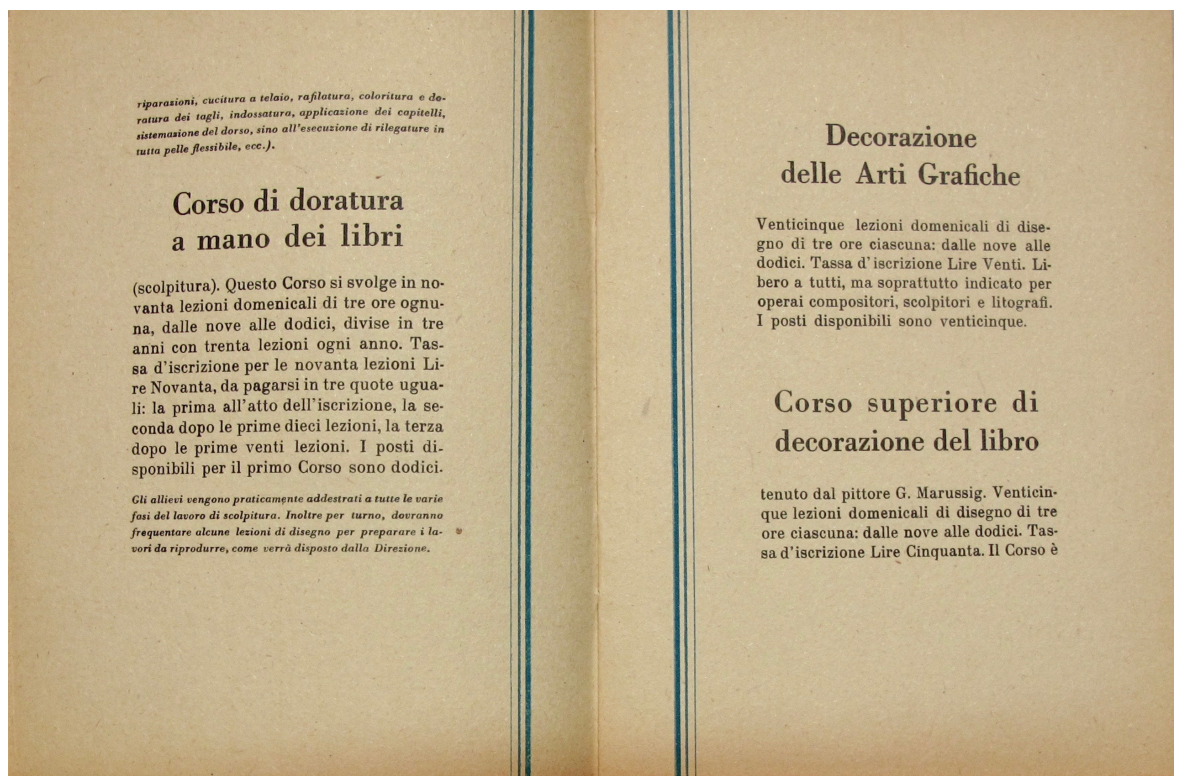 riparazioni, cucitura a telaio, rafilatura, coloritura e do-
ratura dei tagli, indossatura, applicazione dei capitelli,
sistemazione del dorso, sino all'esecuzione di rilegature in
tutta pelle flessibile, ecc.).
Corso di doratura
a mano dei libri
(scolpitura). Questo Corso si svolge in no-
vanta lezioni domenicali di tre ore ognu-
na, dalle nove alle dodici, divise in tre
anni con trenta lezioni ogni anno. Tas-
sa d'iscrizione per le novanta lezioni Li-
re Novanta, da pagarsi in tre quote ugua-
li: la prima all'atto dell'iscrizione, la se-
conda dopo le prime dieci lezioni, la terza
dopo le prime venti lezioni. I posti di-
sponibili per il primo Corso sono dodici.
Gli allievi vengono praticamente addestrati a tutte le varie
fasi del lavoro di scolpitura. Inoltre per turno, dovranno
frequentare alcune lezioni di disegno per preparare i la-
vori da riprodurre, come verrà disposto dalla Direzione.
Decorazione
delle Arti Grafiche
Venticinque lezioni domenicali di dise-
gno di tre ore ciascuna: dalle nove alle
dodici. Tassa d'iscrizione Lire Venti. Li-
bero a tutti, ma soprattutto indicato per
operai compositori, scolpitori e litografi.
I posti disponibili sono venticinque.
Corso superiore di
decorazione del libro
tenuto dal pittore G. Marussig. Venticin-
que lezioni domenicali di disegno di tre
ore ciascuna: dalle nove alle dodici. Tas-
sa d'iscrizione Lire Cinquanta. Il Corso è